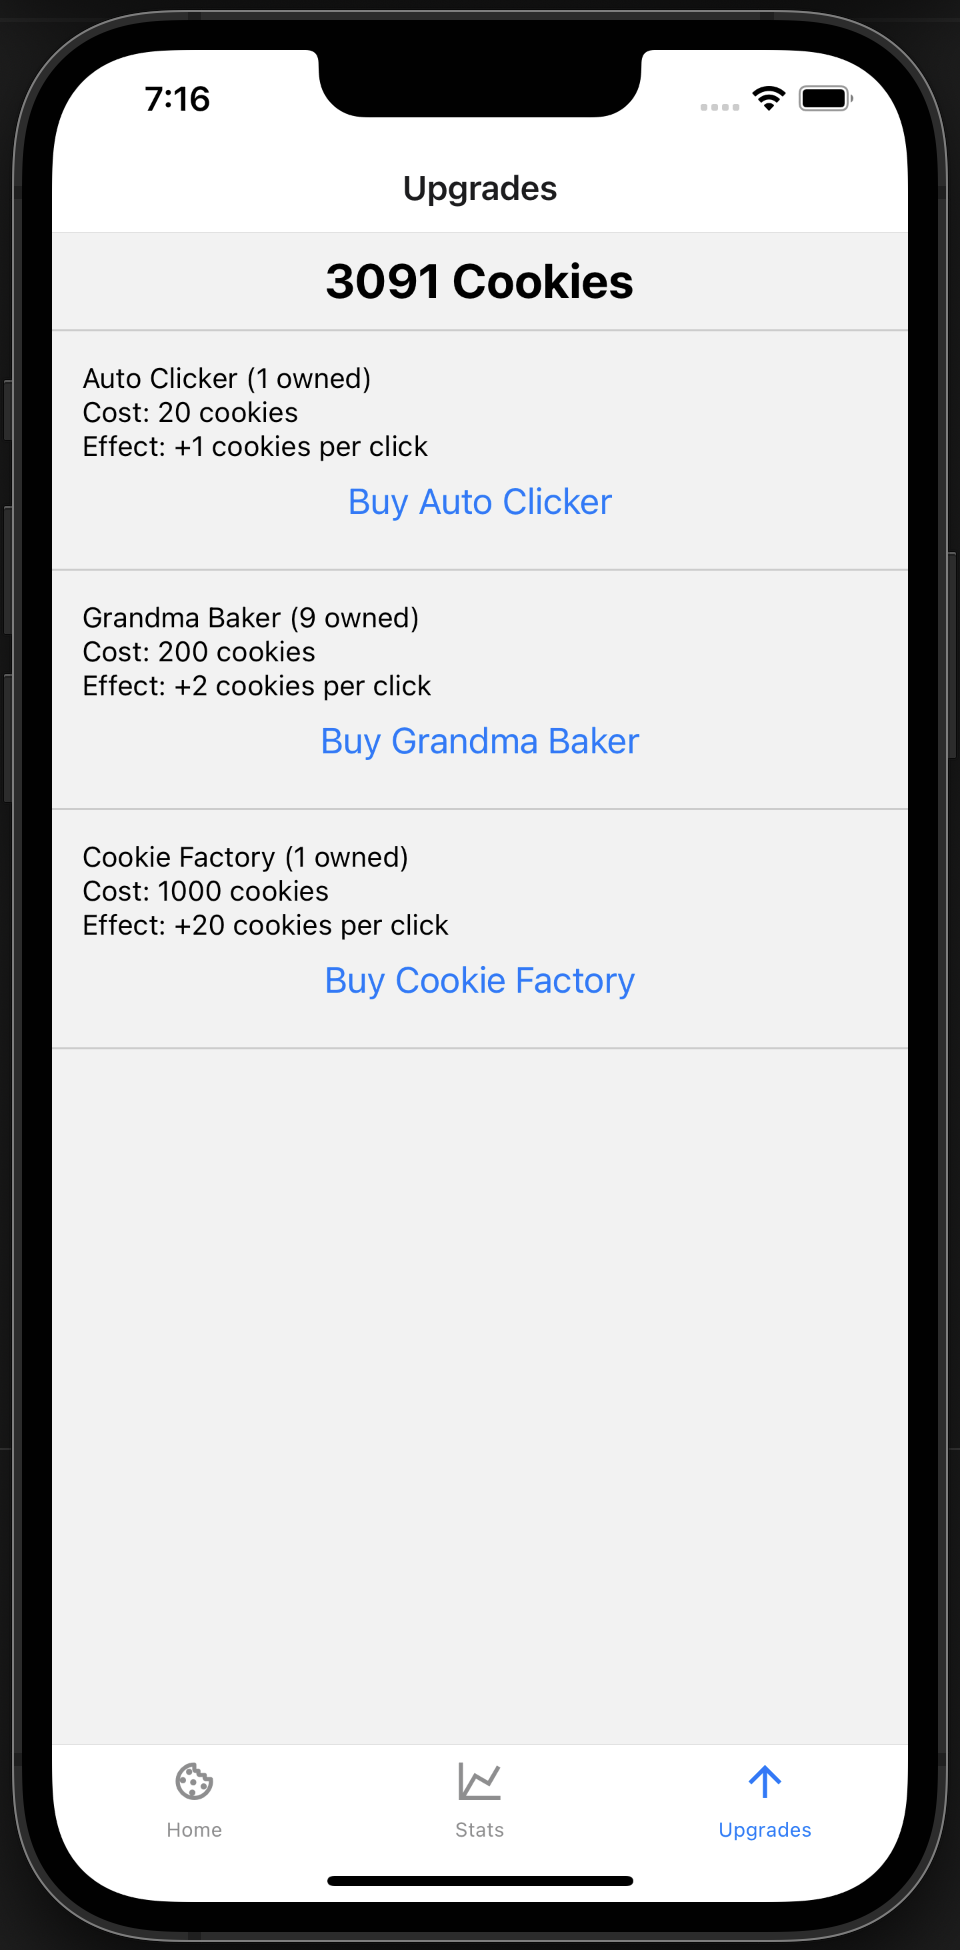 7:16
Upgrades
3091 Cookies
Auto Clicker (1 owned)
Cost: 20 cookies
Effect: +1 cookies per click
Buy Auto Clicker
Grandma Baker (9 owned)
Cost: 200 cookies
Effect: +2 cookies per click
Buy Grandma Baker
Cookie Factory (1 owned)
Cost: 1000 cookies
Effect: +20 cookies per click
Buy Cookie Factory
Home
Stats
Upgrades